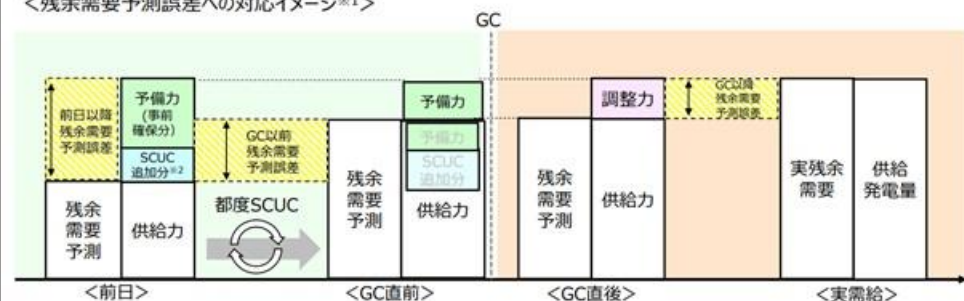 <残余需要予測誤差への対応イメージ※1>
GC
前日以降
残余需要
予測誤差
予備力
(事前
確保分)
SCUC
追加分※2
残余
需要
予測
供給力
GC以前
残余需要
予測誤差
都度SCUC
残余
需要
予測
予備力
予備力
SCUC
追加分
供給力
残余
需要
予測
調整力
供給力
GC以降
残余需要
予測誤差
実残余
需要
供給
発電量
<前日>
<GC直前>
<GC直後>
<実需給>